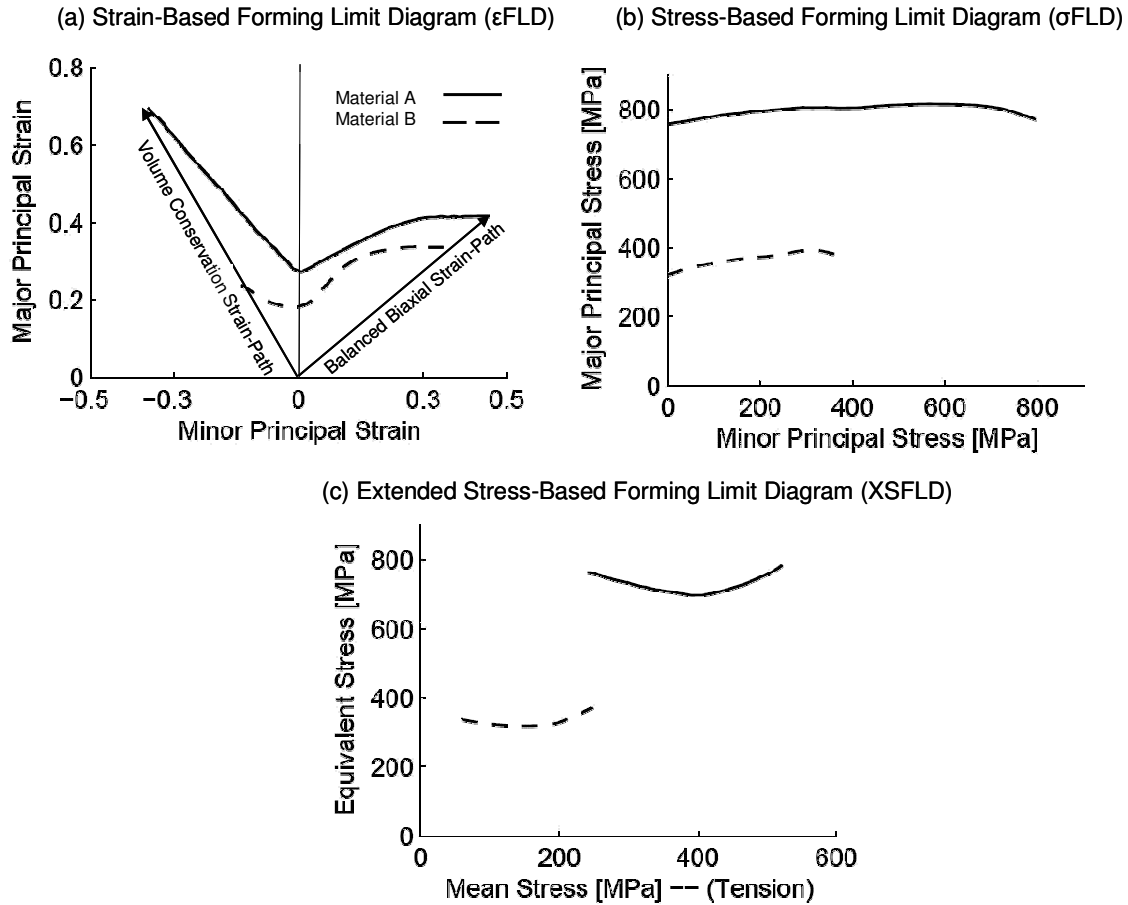 (a) Strain-Based Forming Limit Diagram (εFLD)
0.8
0.6
0.4
0.2
0
−0.5
−0.3
0
0.3
0.5
Major Principal Strain
Minor Principal Strain
Material A
Material B
Volume Conservation Strain-Path
Balanced Biaxial Strain-Path
(b) Stress-Based Forming Limit Diagram (σFLD)
800
600
400
200
0
0
200
400
600
800
Major Principal Stress [MPa]
Minor Principal Stress [MPa]
(c) Extended Stress-Based Forming Limit Diagram (XSFLD)
800
600
400
200
0
0
200
400
600
Equivalent Stress [MPa]
Mean Stress [MPa] −− (Tension)